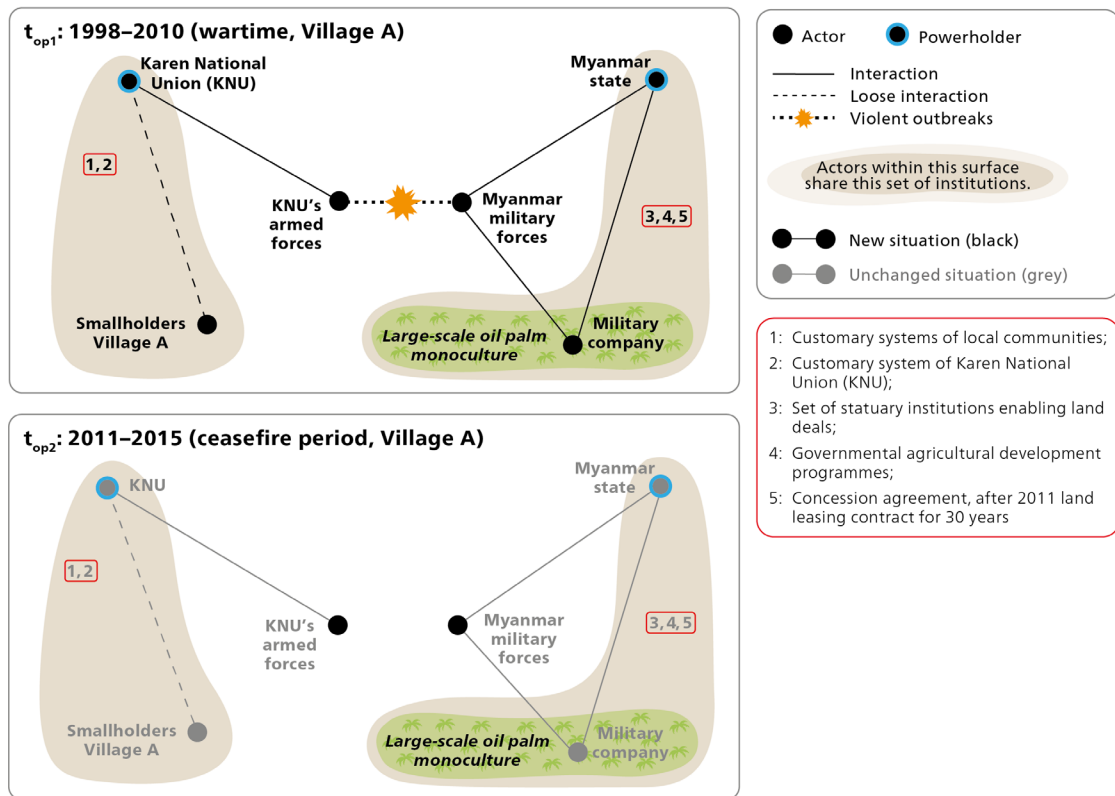 t_op1: 1998–2010 (wartime, Village A)
Karen National
Union (KNU)
Myanmar
state
1,2
KNU's
armed
forces
Myanmar
military
forces
3,4,5
Smallholders
Village A
Large-scale oil palm
monoculture
Military
company
t_op2: 2011–2015 (ceasefire period, Village A)
KNU
Myanmar
state
1,2
KNU's
armed
forces
Myanmar
military
forces
3,4,5
Smallholders
Village A
Large-scale oil palm
monoculture
Military
company
Actor
Powerholder
Interaction
Loose interaction
Violent outbreaks
Actors within this surface
share this set of institutions.
New situation (black)
Unchanged situation (grey)
1: Customary systems of local communities;
2: Customary system of Karen National
Union (KNU);
3: Set of statuary institutions enabling land
deals;
4: Governmental agricultural development
programmes;
5: Concession agreement, after 2011 land
leasing contract for 30 years